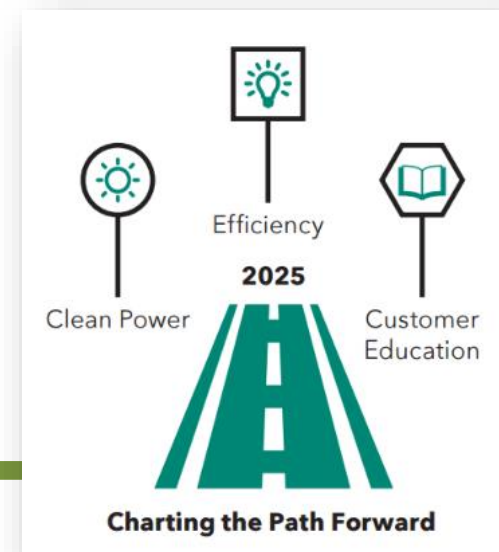 Efficiency
2025
Clean Power
Customer
Education
Charting the Path Forward